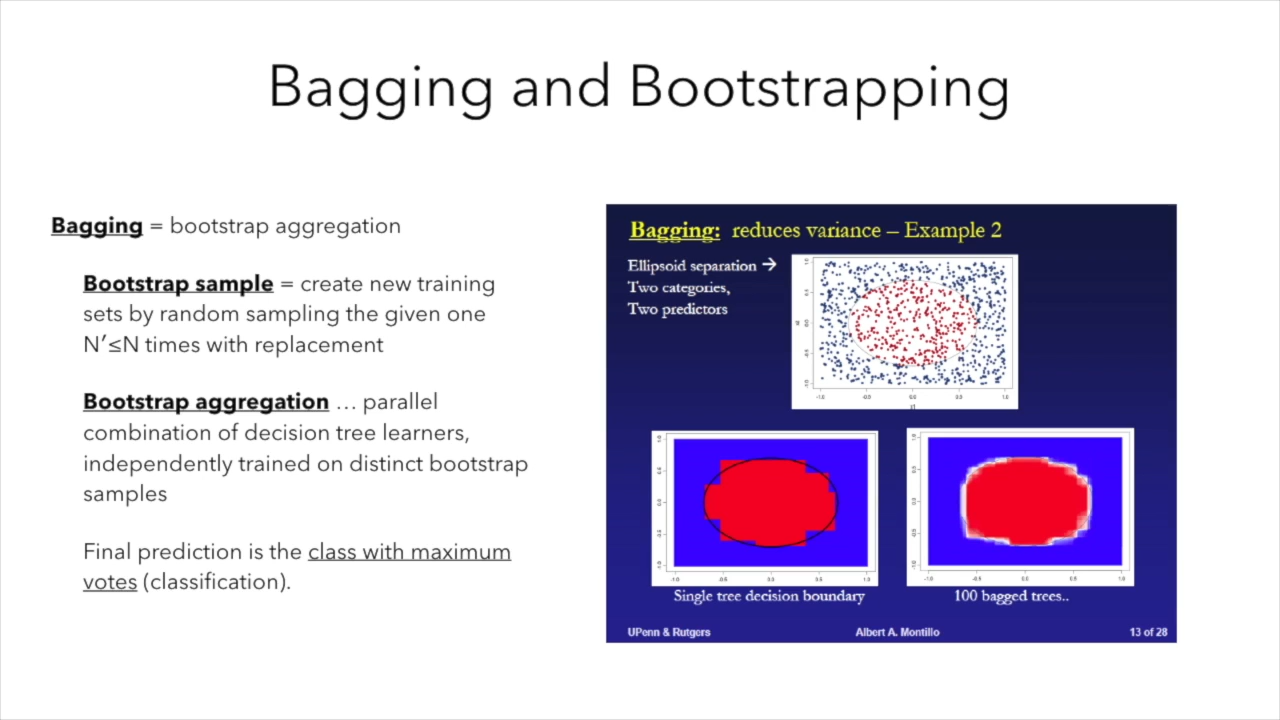 Bagging and Bootstrapping
Bagging = bootstrap aggregation
Bootstrap sample = create new training
sets by random sampling the given one
N′≤N times with replacement
Bootstrap aggregation … parallel
combination of decision tree learners,
independently trained on distinct bootstrap
samples
Final prediction is the class with maximum
votes (classification).
Bagging: reduces variance – Example 2
Ellipsoid separation →
Two categories,
Two predictors
Single tree decision boundary
100 bagged trees..
UPenn & Rutgers
Albert A. Montillo
13 of 28